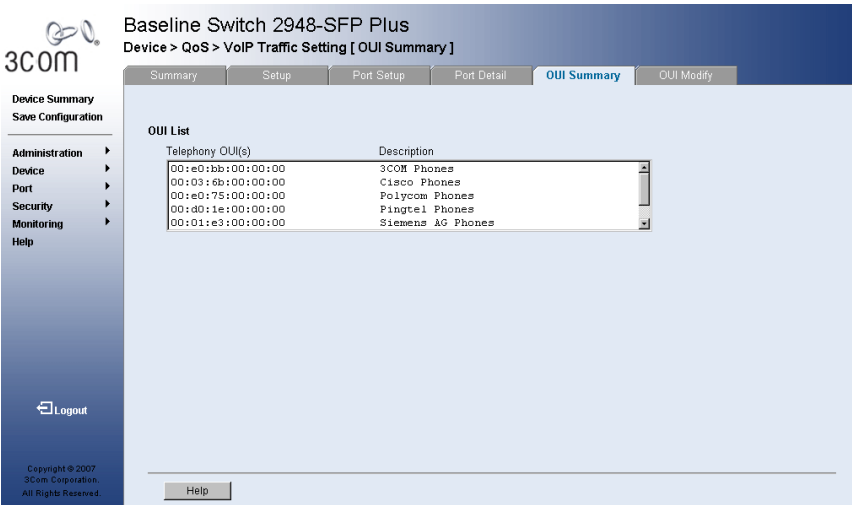 3COM
Baseline Switch 2948-SFP Plus
Device > QoS > VoIP Traffic Setting [ OUI Summary ]
Summary
Setup
Port Setup
Port Detail
OUI Summary
OUI Modify
Device Summary
Save Configuration
Administration
Device
Port
Security
Monitoring
Help
OUI List
Telephony OUI(s) Description
00:e0:bb:00:00:00 3COM Phones
00:03:6b:00:00:00 Cisco Phones
00:e0:75:00:00:00 Polycom Phones
00:d0:1e:00:00:00 Pingtel Phones
00:01:e3:00:00:00 Siemens AG Phones
Logout
Copyright © 2007
3Com Corporation.
All Rights Reserved.
Help